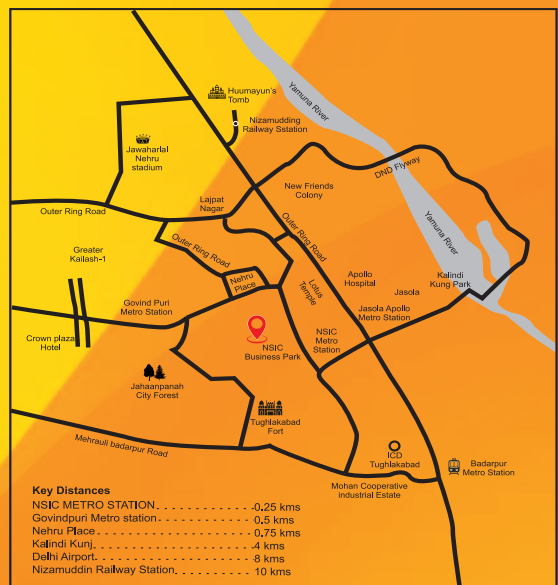 Huumayun's
Tomb
Yamuna River
Nizamudding
Railway Sstation
Jawaharlal
Nehru
stadium
DND Flyway
New Friends
Colony
Lajpat
Nagar
Outer Ring Road
Outer Ring Road
Outer Ring Road
Yamuna River
Greater
Kailash-1
Nehru
Place
Lotus
Temple
Apollo
Hospital
Kalindi
Kung Park
Jasola
Govind Puri
Metro Station
Jasola Apollo
Metro Station
Crown plaza
Hotel
NSIC
Business Park
NSIC
Metro
Station
Jahaanpanah
City Forest
Tughlakabad
Fort
Mehrauli badarpur Road
ICD
Tughlakabad
Badarpur
Metro Station
Mohan Cooperative
industrial Estate
Key Distances
NSIC METRO STATION - - - - - - - - - - - - 0.25 kms
Govindpuri Metro station - - - - - - - - - - - - 0.5 kms
Nehru Place - - - - - - - - - - - - - - - - - - - 0.75 kms
Kalindi Kunj - - - - - - - - - - - - - - - - - - - 4 kms
Delhi Airport - - - - - - - - - - - - - - - - - - 8 kms
Nizamuddin Railway Station - - - - - - - - - 10 kms